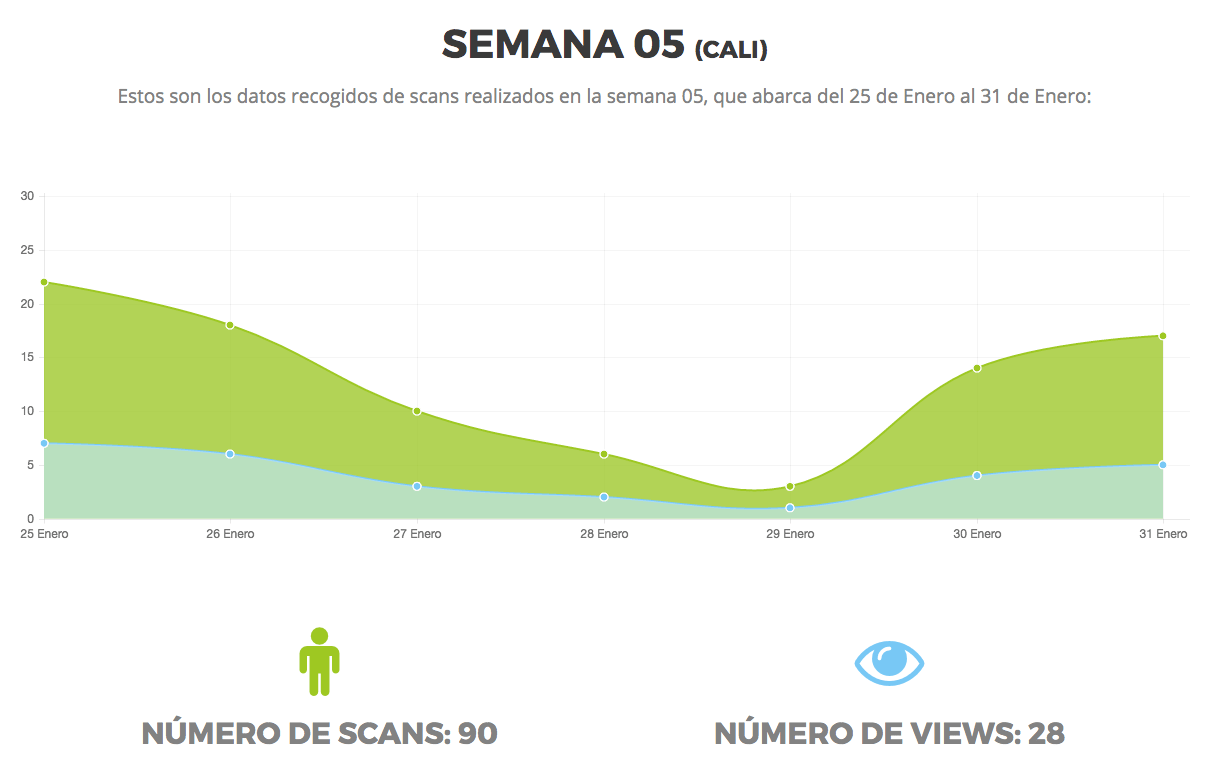 SEMANA 05 (CALI)
Estos son los datos recogidos de scans realizados en la semana 05, que abarca del 25 de Enero al 31 de Enero:
30
25
20
15
10
5
0
25 Enero 26 Enero 27 Enero 28 Enero 29 Enero 30 Enero 31 Enero
NÚMERO DE SCANS: 90 NÚMERO DE VIEWS: 28